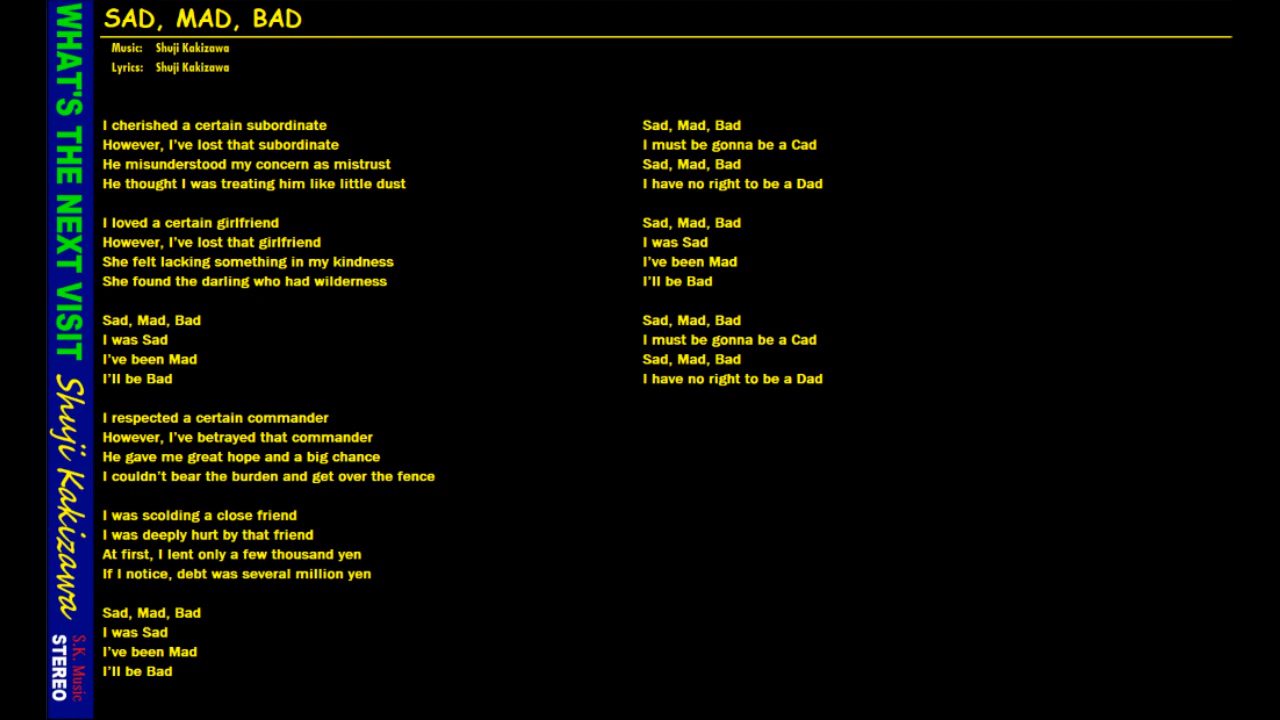 WHAT'S THE NEXT VISIT
Shuji Kakizawa
S.K. Music
STEREO
SAD, MAD, BAD
Music: Shuji Kakizawa
Lyrics: Shuji Kakizawa
I cherished a certain subordinate
However, I've lost that subordinate
He misunderstood my concern as mistrust
He thought I was treating him like little dust
I loved a certain girlfriend
However, I've lost that girlfriend
She felt lacking something in my kindness
She found the darling who had wilderness
Sad, Mad, Bad
I was Sad
I've been Mad
I'll be Bad
I respected a certain commander
However, I've betrayed that commander
He gave me great hope and a big chance
I couldn't bear the burden and get over the fence
I was scolding a close friend
I was deeply hurt by that friend
At first, I lent only a few thousand yen
If I notice, debt was several million yen
Sad, Mad, Bad
I was Sad
I've been Mad
I'll be Bad
Sad, Mad, Bad
I must be gonna be a Cad
Sad, Mad, Bad
I have no right to be a Dad
Sad, Mad, Bad
I was Sad
I've been Mad
I'll be Bad
Sad, Mad, Bad
I must be gonna be a Cad
Sad, Mad, Bad
I have no right to be a Dad